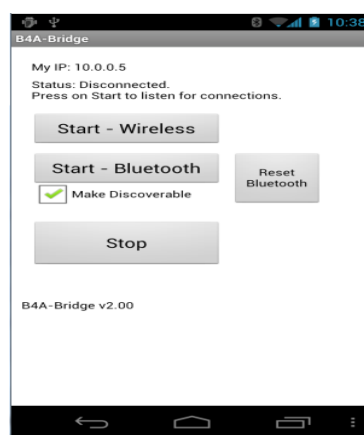 10:38
B4A-Bridge
My IP: 10.0.0.5
Status: Disconnected.
Press on Start to listen for connections.
Start - Wireless
Start - Bluetooth
Reset
Bluetooth
Make Discoverable
Stop
B4A-Bridge v2.00